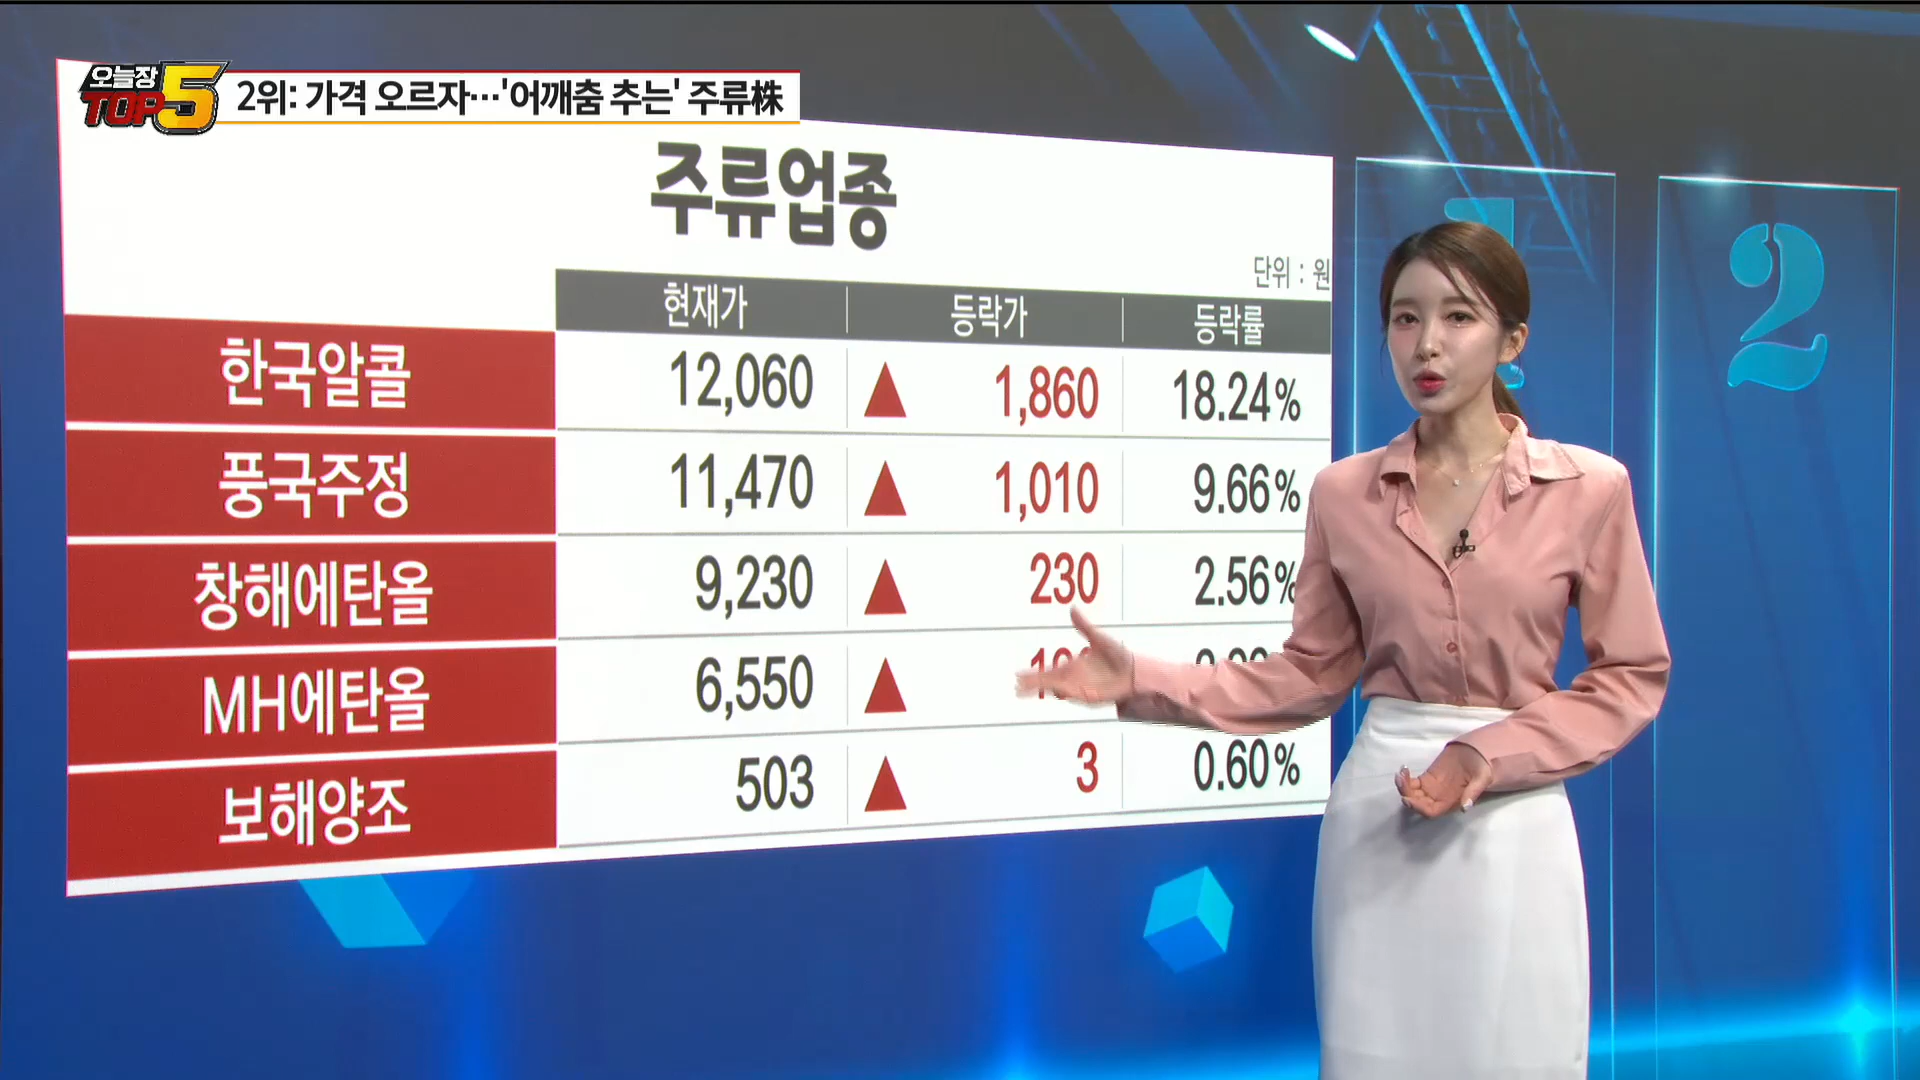 오늘장
TOP5
2위: 가격 오르자…'어깨춤 추는' 주류株
주류업종
단위 : 원
현재가 등락가 등락률
한국알콜 12,060 ▲ 1,860 18.24%
풍국주정 11,470 ▲ 1,010 9.66%
창해에탄올 9,230 ▲ 230 2.56%
MH에탄올 6,550 ▲
보해양조 503 ▲ 3 0.60%
2